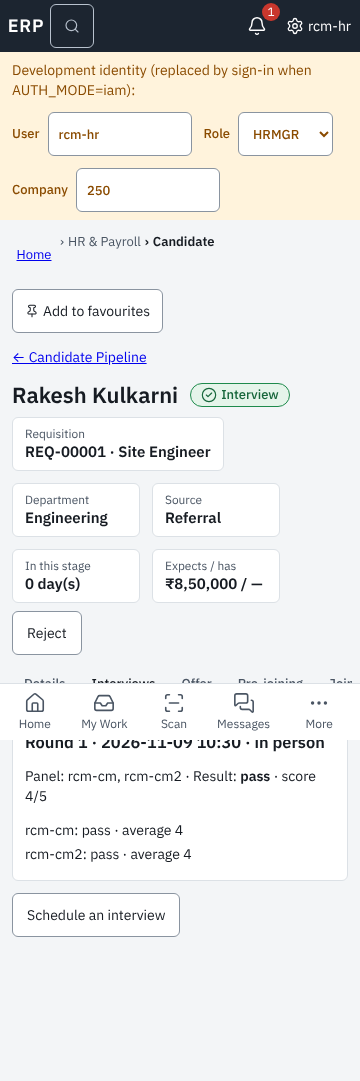 ERP
1
rcm-hr
Development identity (replaced by sign-in when
AUTH_MODE=iam):
User rcm-hr Role HRMGR
Company 250
Home › HR & Payroll › Candidate
Add to favourites
← Candidate Pipeline
Rakesh Kulkarni Interview
Requisition
REQ-00001 · Site Engineer
Department
Engineering
Source
Referral
In this stage
0 day(s)
Expects / has
₹8,50,000 / —
Reject
Details Interviews Offer Pre-joining Join
Home My Work Scan Messages More
Round 1 · 2026-11-09 10:30 · in person
Panel: rcm-cm, rcm-cm2 · Result: pass · score
4/5
rcm-cm: pass · average 4
rcm-cm2: pass · average 4
Schedule an interview